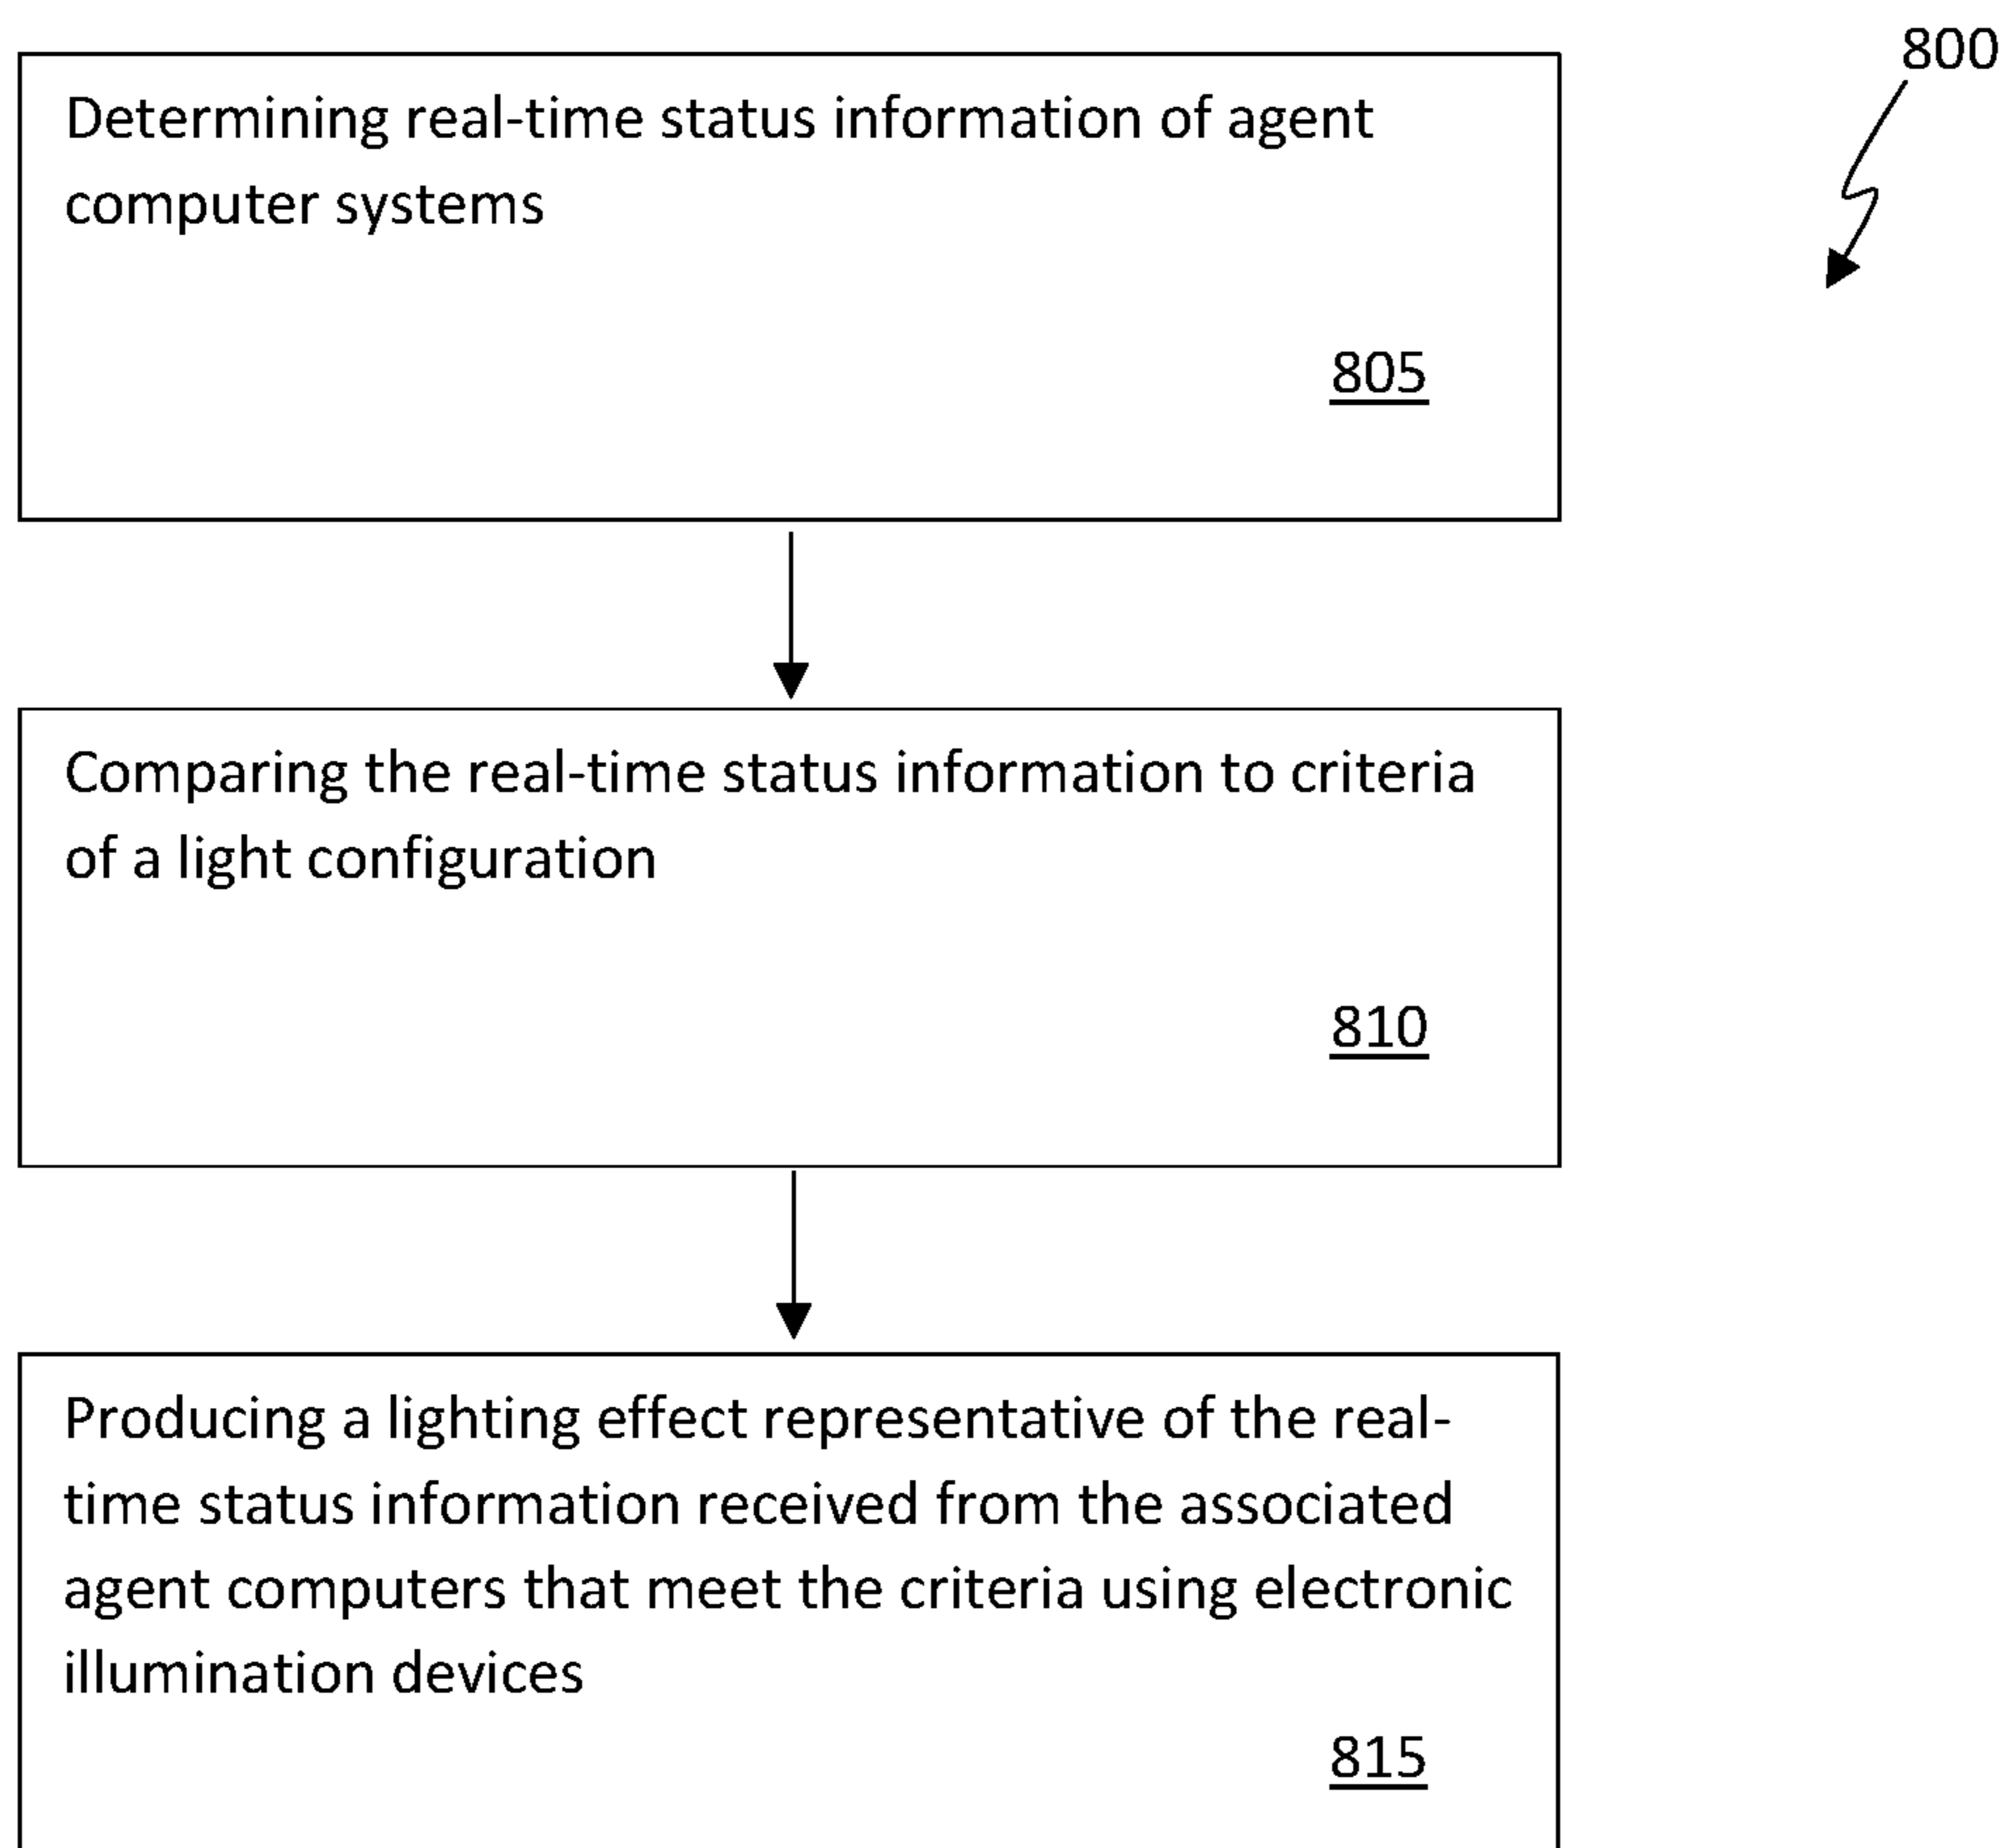 800
Determining real-time status information of agent
computer systems
805
Comparing the real-time status information to criteria
of a light configuration
810
Producing a lighting effect representative of the real-
time status information received from the associated
agent computers that meet the criteria using electronic
illumination devices
815